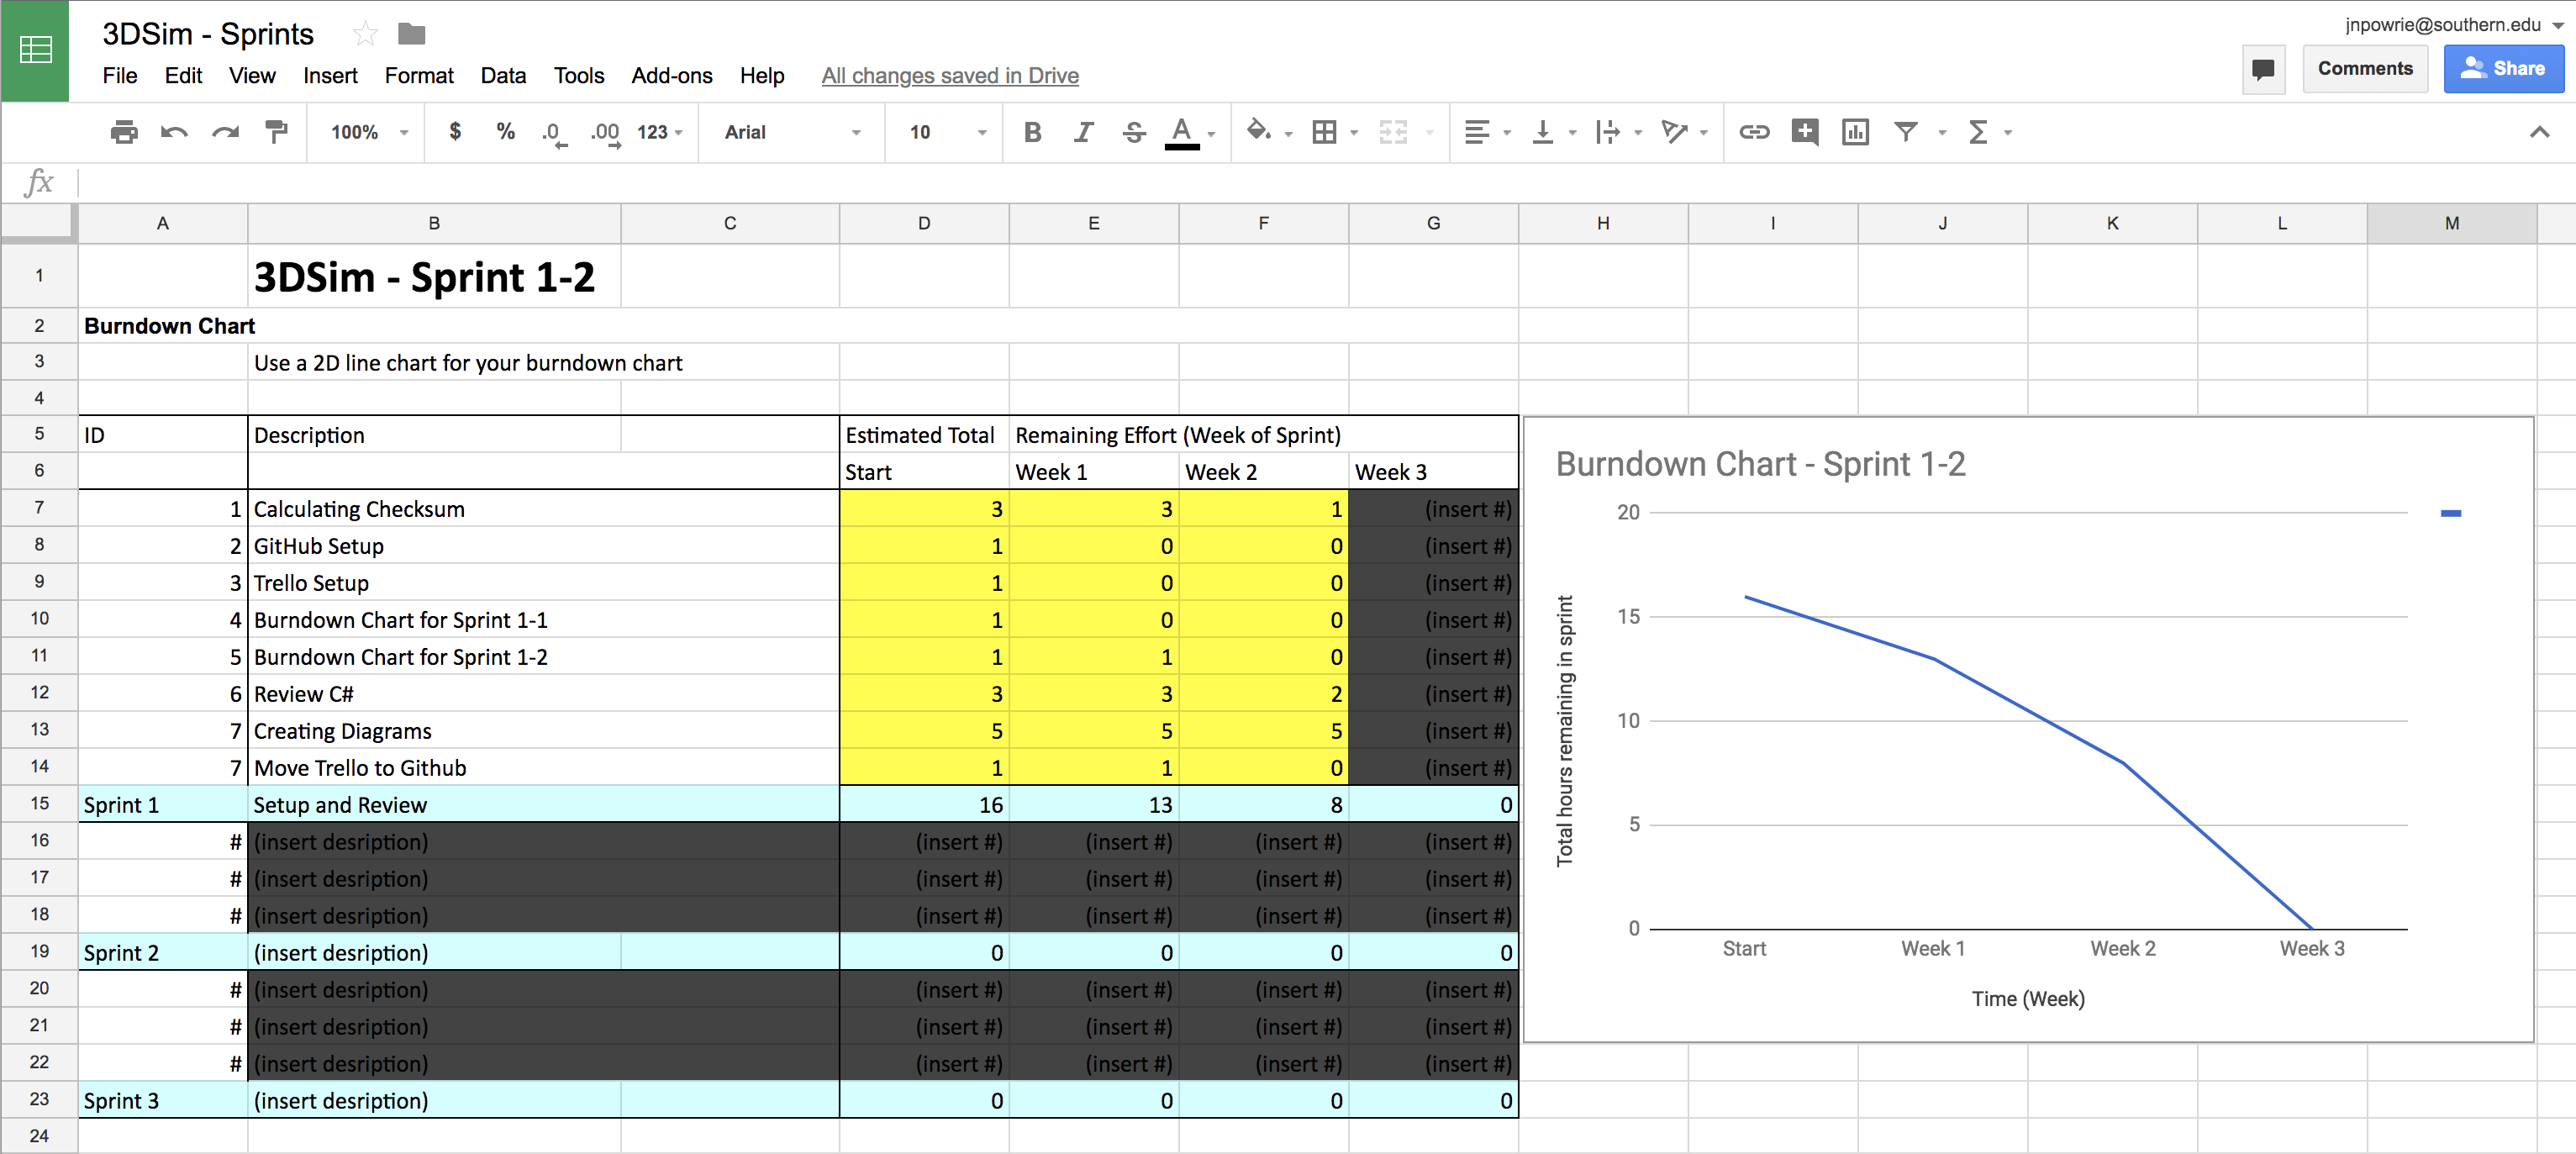 3DSim - Sprints
jnpowrie@southern.edu
File Edit View Insert Format Data Tools Add-ons Help All changes saved in Drive
Comments Share
100% $ % .0 .00 123 Arial 10 B I S A Σ
fx
A B C D E F G H I J K L M
1 3DSim - Sprint 1-2
2 Burndown Chart
3 Use a 2D line chart for your burndown chart
4
5 ID Description Estimated Total Remaining Effort (Week of Sprint)
6 Start Week 1 Week 2 Week 3
7 1 Calculating Checksum 3 3 1 (insert #)
8 2 GitHub Setup 1 0 0 (insert #)
9 3 Trello Setup 1 0 0 (insert #)
10 4 Burndown Chart for Sprint 1-1 1 0 0 (insert #)
11 5 Burndown Chart for Sprint 1-2 1 1 0 (insert #)
12 6 Review C# 3 3 2 (insert #)
13 7 Creating Diagrams 5 5 5 (insert #)
14 7 Move Trello to Github 1 1 0 (insert #)
15 Sprint 1 Setup and Review 16 13 8 0
16 # (insert desription) (insert #) (insert #) (insert #) (insert #)
17 # (insert desription) (insert #) (insert #) (insert #) (insert #)
18 # (insert desription) (insert #) (insert #) (insert #) (insert #)
19 Sprint 2 (insert desription) 0 0 0 0
20 # (insert desription) (insert #) (insert #) (insert #) (insert #)
21 # (insert desription) (insert #) (insert #) (insert #) (insert #)
22 # (insert desription) (insert #) (insert #) (insert #) (insert #)
23 Sprint 3 (insert desription) 0 0 0 0
24
Burndown Chart - Sprint 1-2
Total hours remaining in sprint
20
15
10
5
0
Start Week 1 Week 2 Week 3
Time (Week)